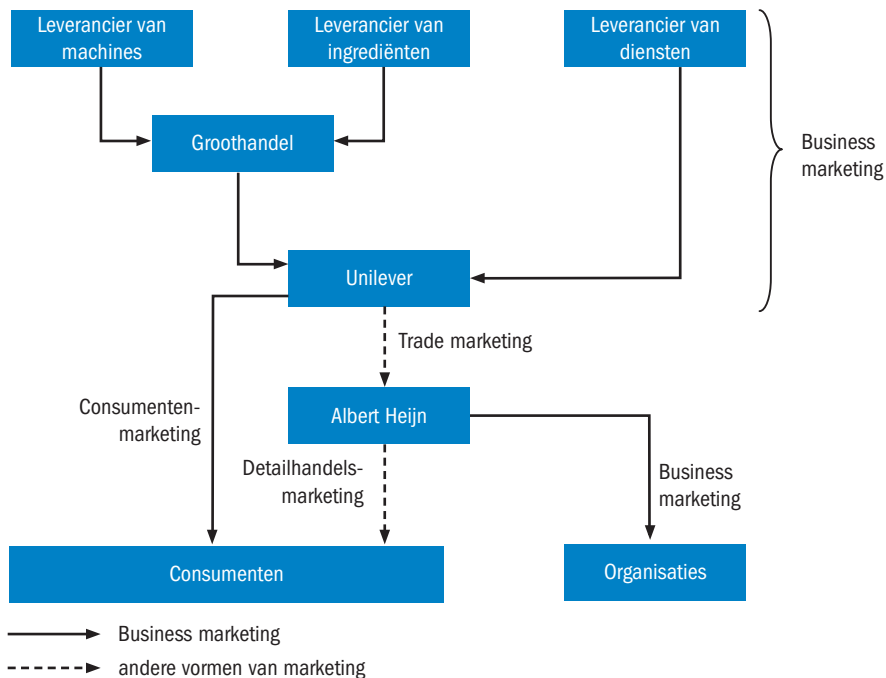 Leverancier van
machines
Leverancier van
ingrediënten
Leverancier van
diensten
Business
marketing
Groothandel
Unilever
Trade marketing
Consumenten-
marketing
Albert Heijn
Detailhandels-
marketing
Business
marketing
Consumenten
Organisaties
Business marketing
andere vormen van marketing